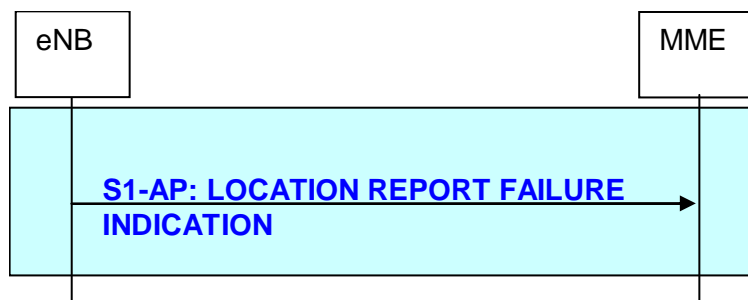 eNB
MME
S1-AP: LOCATION REPORT FAILURE
INDICATION